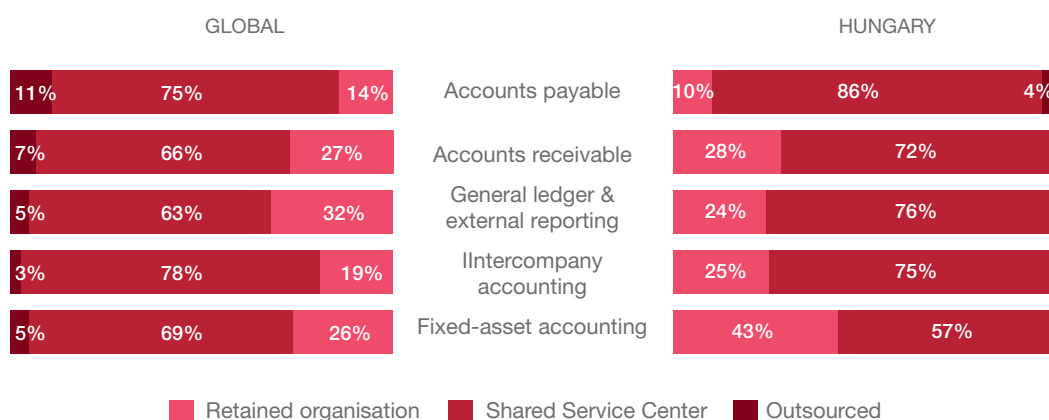 GLOBAL HUNGARY
11% 75% 14% Accounts payable 10% 86% 4%
7% 66% 27% Accounts receivable 28% 72%
5% 63% 32% General ledger &
external reporting 24% 76%
3% 78% 19% IIntercompany
accounting 25% 75%
5% 69% 26% Fixed-asset accounting 43% 57%
Retained organisation Shared Service Center Outsourced